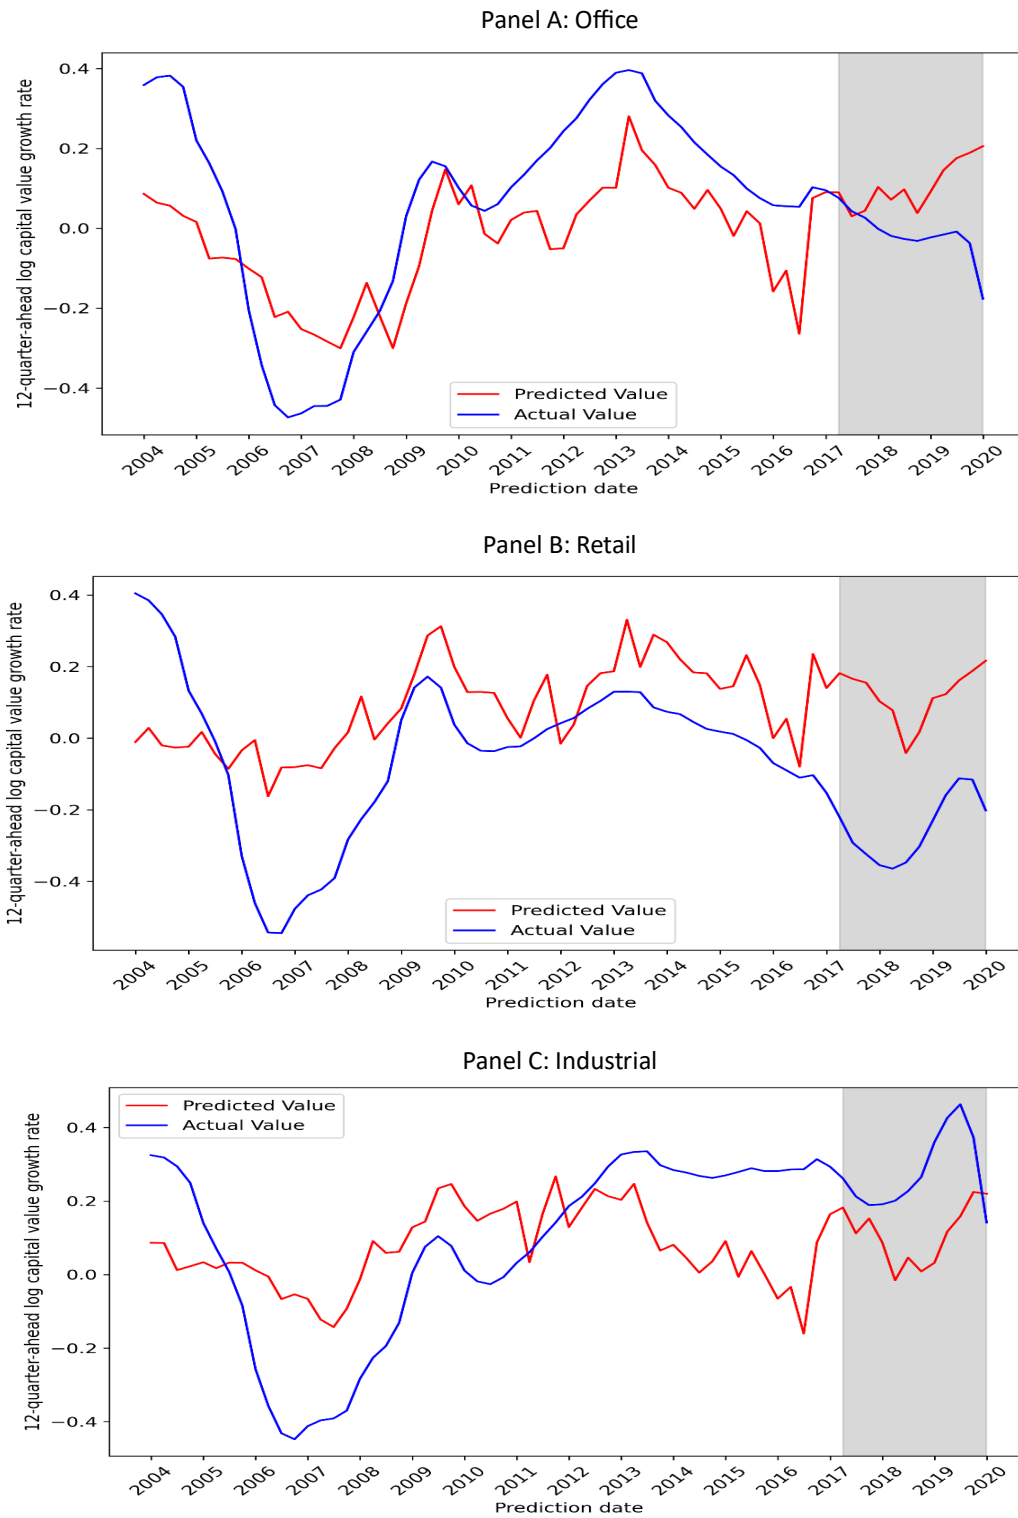 Panel A: Office
12-quarter-ahead log capital value growth rate
0.4
0.2
0.0
−0.2
−0.4
Predicted Value
Actual Value
2004 2005 2006 2007 2008 2009 2010 2011 2012 2013 2014 2015 2016 2017 2018 2019 2020
Prediction date
Panel B: Retail
12-quarter-ahead log capital value growth rate
0.4
0.2
0.0
−0.2
−0.4
Predicted Value
Actual Value
2004 2005 2006 2007 2008 2009 2010 2011 2012 2013 2014 2015 2016 2017 2018 2019 2020
Prediction date
Panel C: Industrial
12-quarter-ahead log capital value growth rate
Predicted Value
Actual Value
0.4
0.2
0.0
−0.2
−0.4
2004 2005 2006 2007 2008 2009 2010 2011 2012 2013 2014 2015 2016 2017 2018 2019 2020
Prediction date